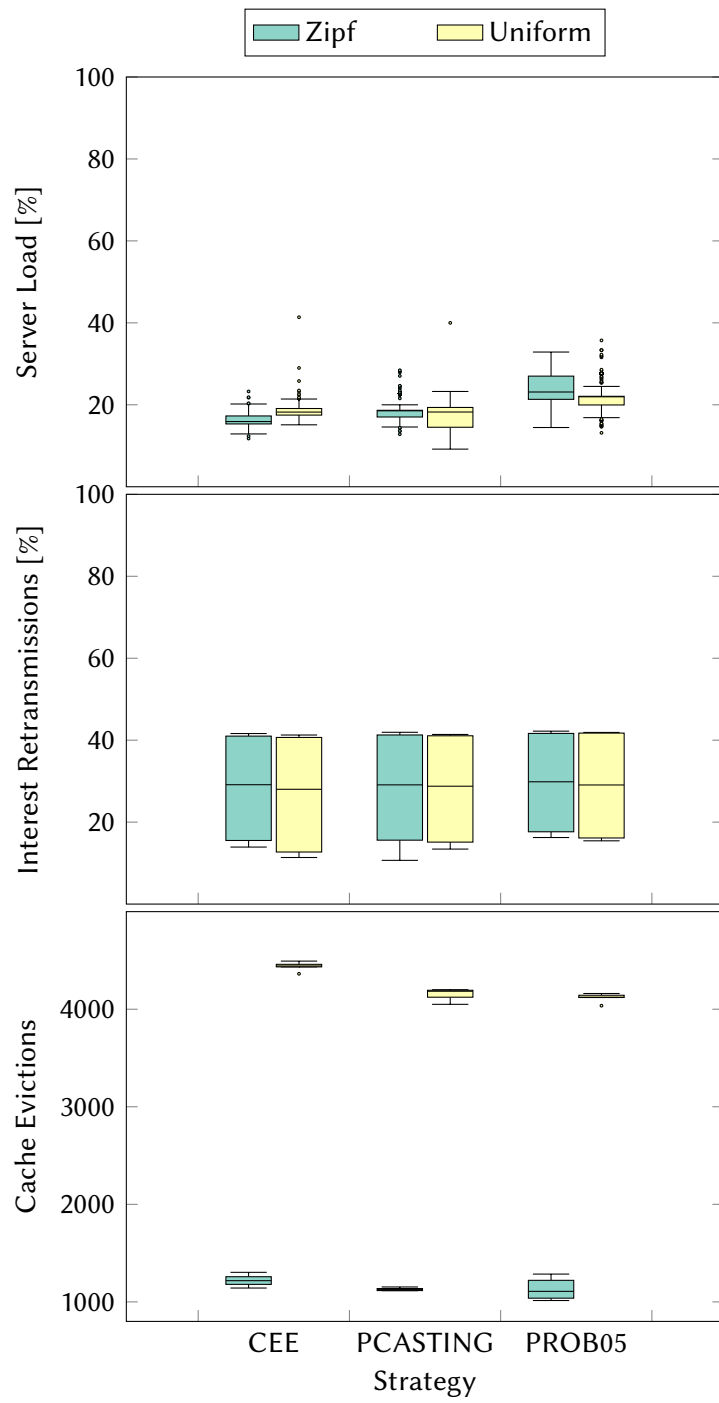 Zipf Uniform
100
80
60
40
20
Server Load [%]
100
80
60
40
20
Interest Retransmissions [%]
4000
3000
2000
1000
Cache Evictions
CEE PCASTING PROB05
Strategy